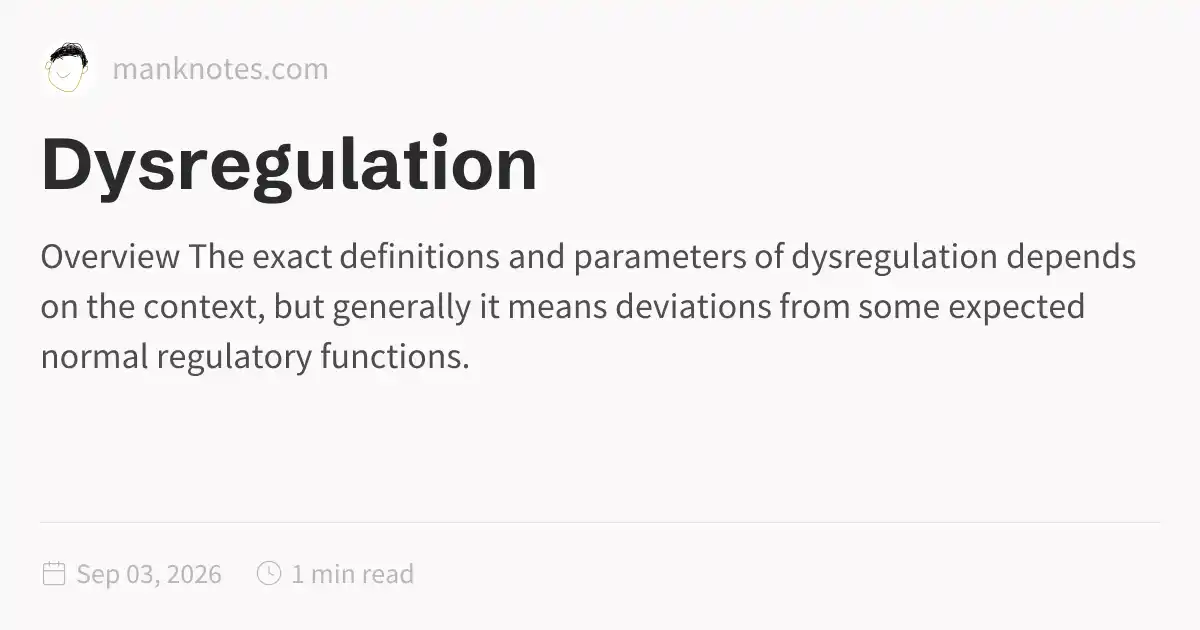 manknotes.com
Dysregulation
Overview The exact definitions and parameters of dysregulation depends
on the context, but generally it means deviations from some expected
normal regulatory functions.
Sep 03, 2026 1 min read